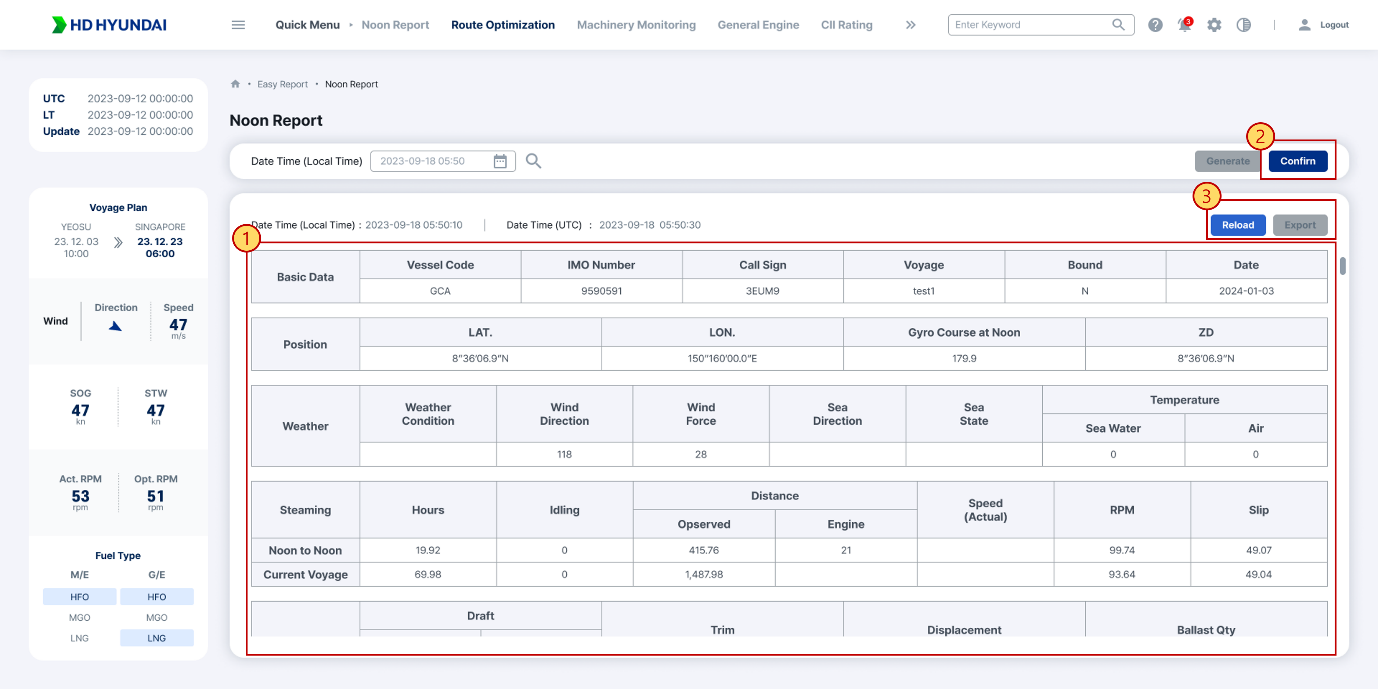 HD HYUNDAI
Quick Menu
Noon Report
Route Optimization
Machinery Monitoring
General Engine
CII Rating
Enter Keyword
3
Logout
UTC 2023-09-12 00:00:00
LT 2023-09-12 00:00:00
Update 2023-09-12 00:00:00
Voyage Plan
YEOSU
23. 12. 03
10:00
SINGAPORE
23. 12. 23
06:00
Wind
Direction
Speed
47
m/s
SOG
47
kn
STW
47
kn
Act. RPM
53
rpm
Opt. RPM
51
rpm
Fuel Type
M/E G/E
HFO HFO
MGO MGO
LNG LNG
Easy Report • Noon Report
Noon Report
Date Time (Local Time) 2023-09-18 05:50
Generate
2
Confirn
3
Date Time (Local Time) : 2023-09-18 05:50:10 | Date Time (UTC) : 2023-09-18 05:50:30
Reload Export
1
Basic Data
Vessel Code IMO Number Call Sign Voyage Bound Date
GCA 9590591 3EUM9 test1 N 2024-01-03
Position
LAT. LON. Gyro Course at Noon ZD
8"36'06.9"N 150"160'00.0"E 179.9 8"36'06.9"N
Weather
Weather
Condition
Wind
Direction
Wind
Force
Sea
Direction
Sea
State
Temperature
Sea Water Air
118 28 0 0
Steaming
Hours
Idling
Distance
Opserved Engine
Speed
(Actual)
RPM
Slip
Noon to Noon 19.92 0 415.76 21 99.74 49.07
Current Voyage 69.98 0 1,487.98 93.64 49.04
Draft
Trim Displacement Ballast Qty